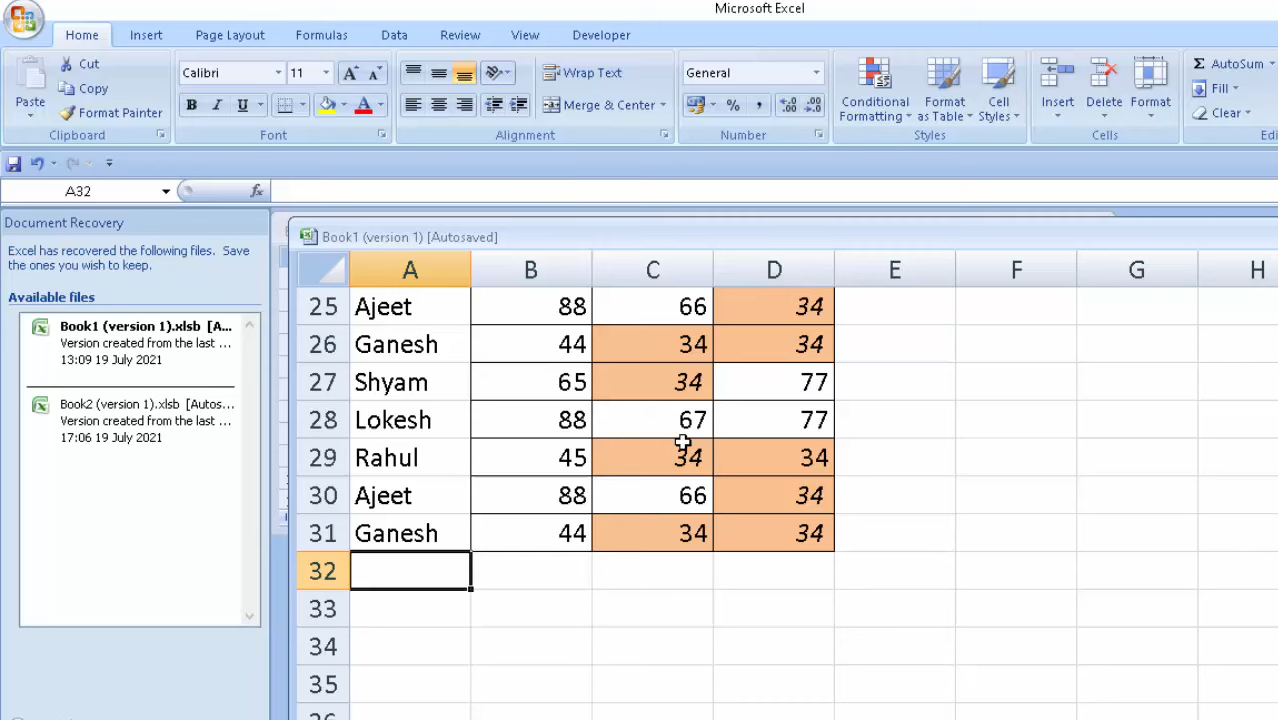 Microsoft Excel
Home Insert Page Layout Formulas Data Review View Developer
Cut
Calibri 11 A A
Wrap Text
General
AutoSum
Copy
Paste
Format Painter
B I U A
Merge & Center
%
Conditional Formatting
Format as Table
Cell Styles
Insert Delete Format
Fill
Clear
Clipboard Font Alignment Number Styles Cells
A32 fx
Document Recovery
Excel has recovered the following files. Save
the ones you wish to keep.
Available files
Book1 (version 1).xlsb [A...
Version created from the last ...
13:09 19 July 2021
Book2 (version 1).xlsb [Autos...
Version created from the last ...
17:06 19 July 2021
Book1 (version 1) [Autosaved]
A B C D E F G H
25 Ajeet 88 66 34
26 Ganesh 44 34 34
27 Shyam 65 34 77
28 Lokesh 88 67 77
29 Rahul 45 34 34
30 Ajeet 88 66 34
31 Ganesh 44 34 34
32
33
34
35